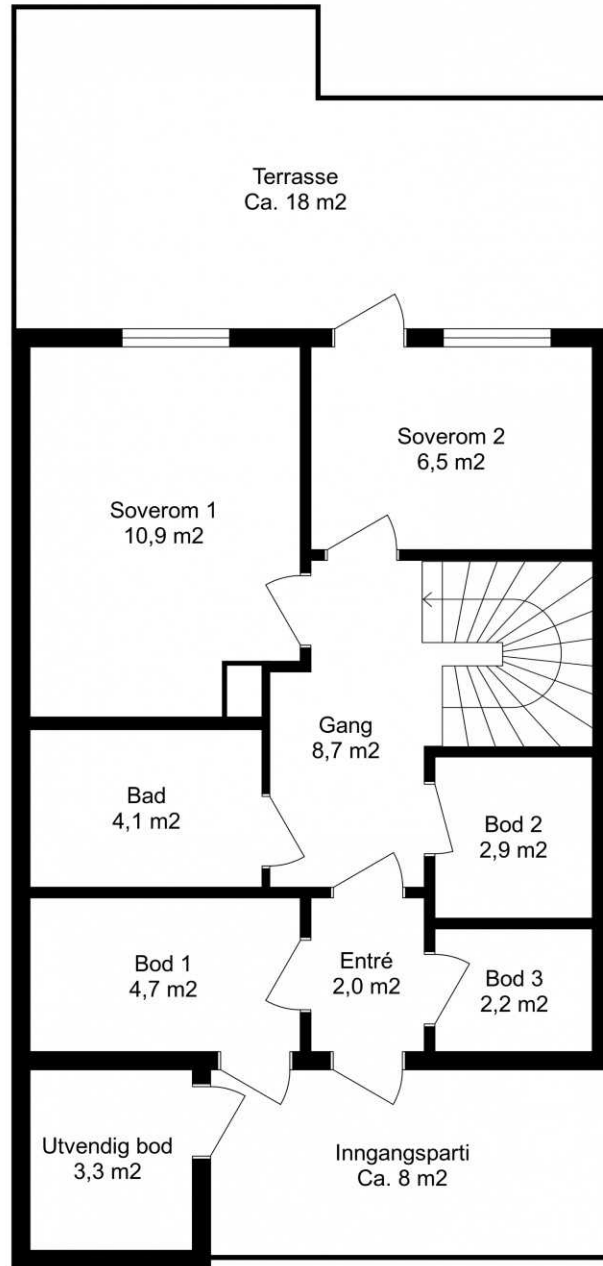 Terrasse
Ca. 18 m2
Soverom 2
6,5 m2
Soverom 1
10,9 m2
Gang
8,7 m2
Bad
4,1 m2
Bod 2
2,9 m2
Bod 1
4,7 m2
Entré
2,0 m2
Bod 3
2,2 m2
Utvendig bod
3,3 m2
Inngangsparti
Ca. 8 m2